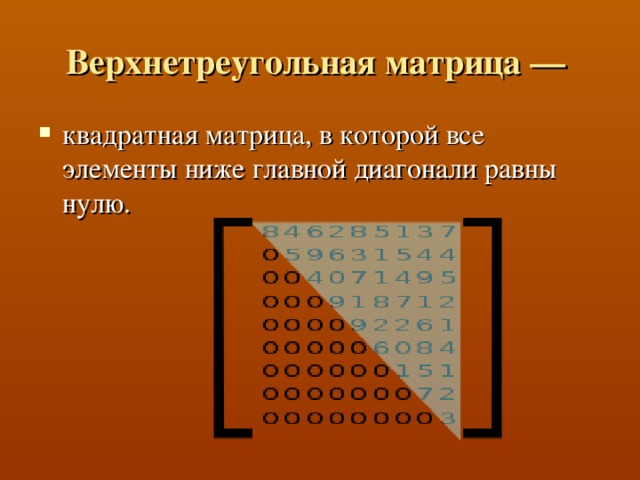 Верхнетреугольная матрица —
квадратная матрица, в которой все
элементы ниже главной диагонали равны
нулю.
8 4 6 2 8 5 1 3 7
0 5 9 6 3 1 5 4 4
0 0 4 0 7 1 4 9 5
0 0 0 9 1 8 7 1 2
0 0 0 0 9 2 2 6 1
0 0 0 0 0 6 0 8 4
0 0 0 0 0 0 1 5 1
0 0 0 0 0 0 0 7 2
0 0 0 0 0 0 0 0 3